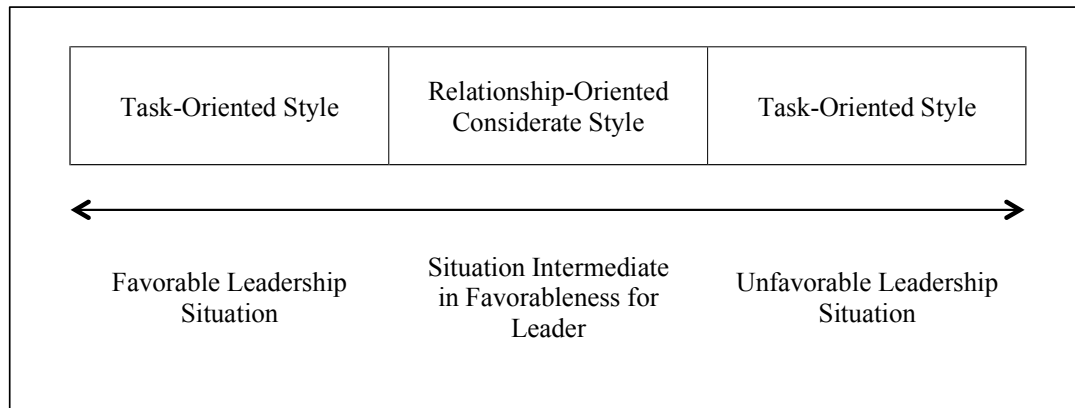 Task-Oriented Style
Relationship-Oriented
Considerate Style
Task-Oriented Style
Favorable Leadership
Situation
Situation Intermediate
in Favorableness for
Leader
Unfavorable Leadership
Situation